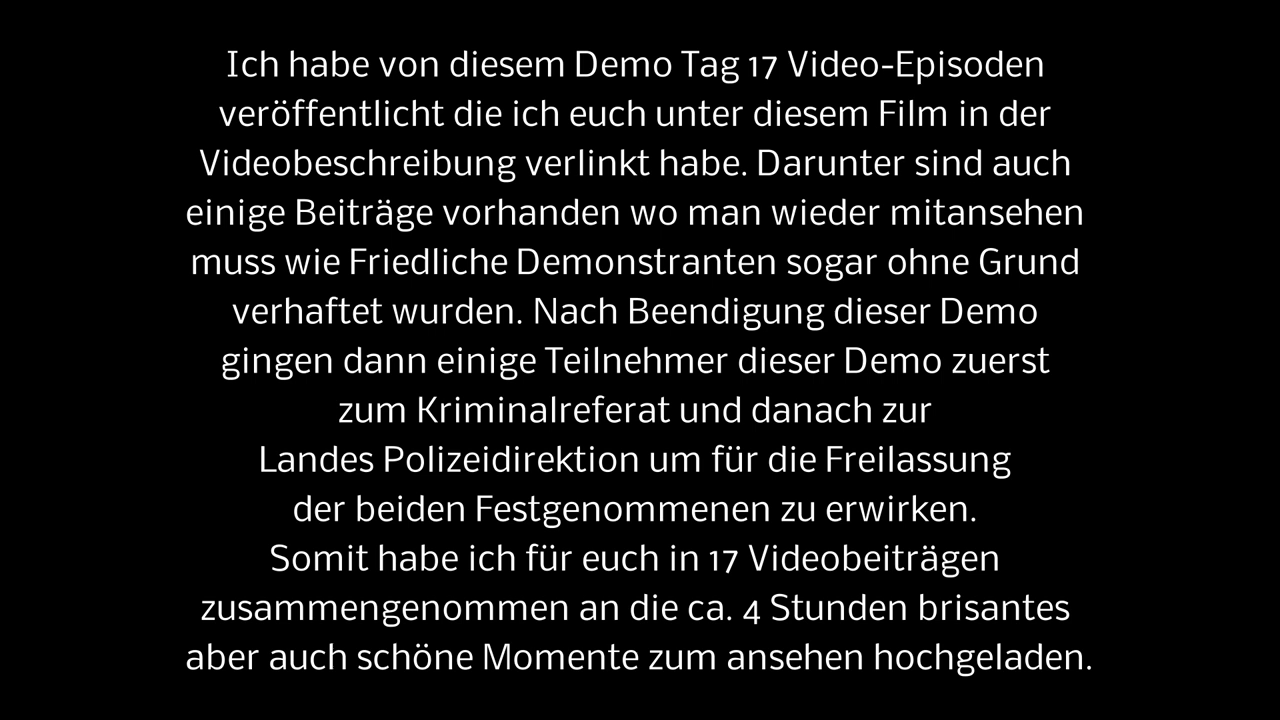 Ich habe von diesem Demo Tag 17 Video-Episoden
veröffentlicht die ich euch unter diesem Film in der
Videobeschreibung verlinkt habe. Darunter sind auch
einige Beiträge vorhanden wo man wieder mitansehen
muss wie Friedliche Demonstranten sogar ohne Grund
verhaftet wurden. Nach Beendigung dieser Demo
gingen dann einige Teilnehmer dieser Demo zuerst
zum Kriminalreferat und danach zur
Landes Polizeidirektion um für die Freilassung
der beiden Festgenommenen zu erwirken.
Somit habe ich für euch in 17 Videobeiträgen
zusammengenommen an die ca. 4 Stunden brisantes
aber auch schöne Momente zum ansehen hochgeladen.